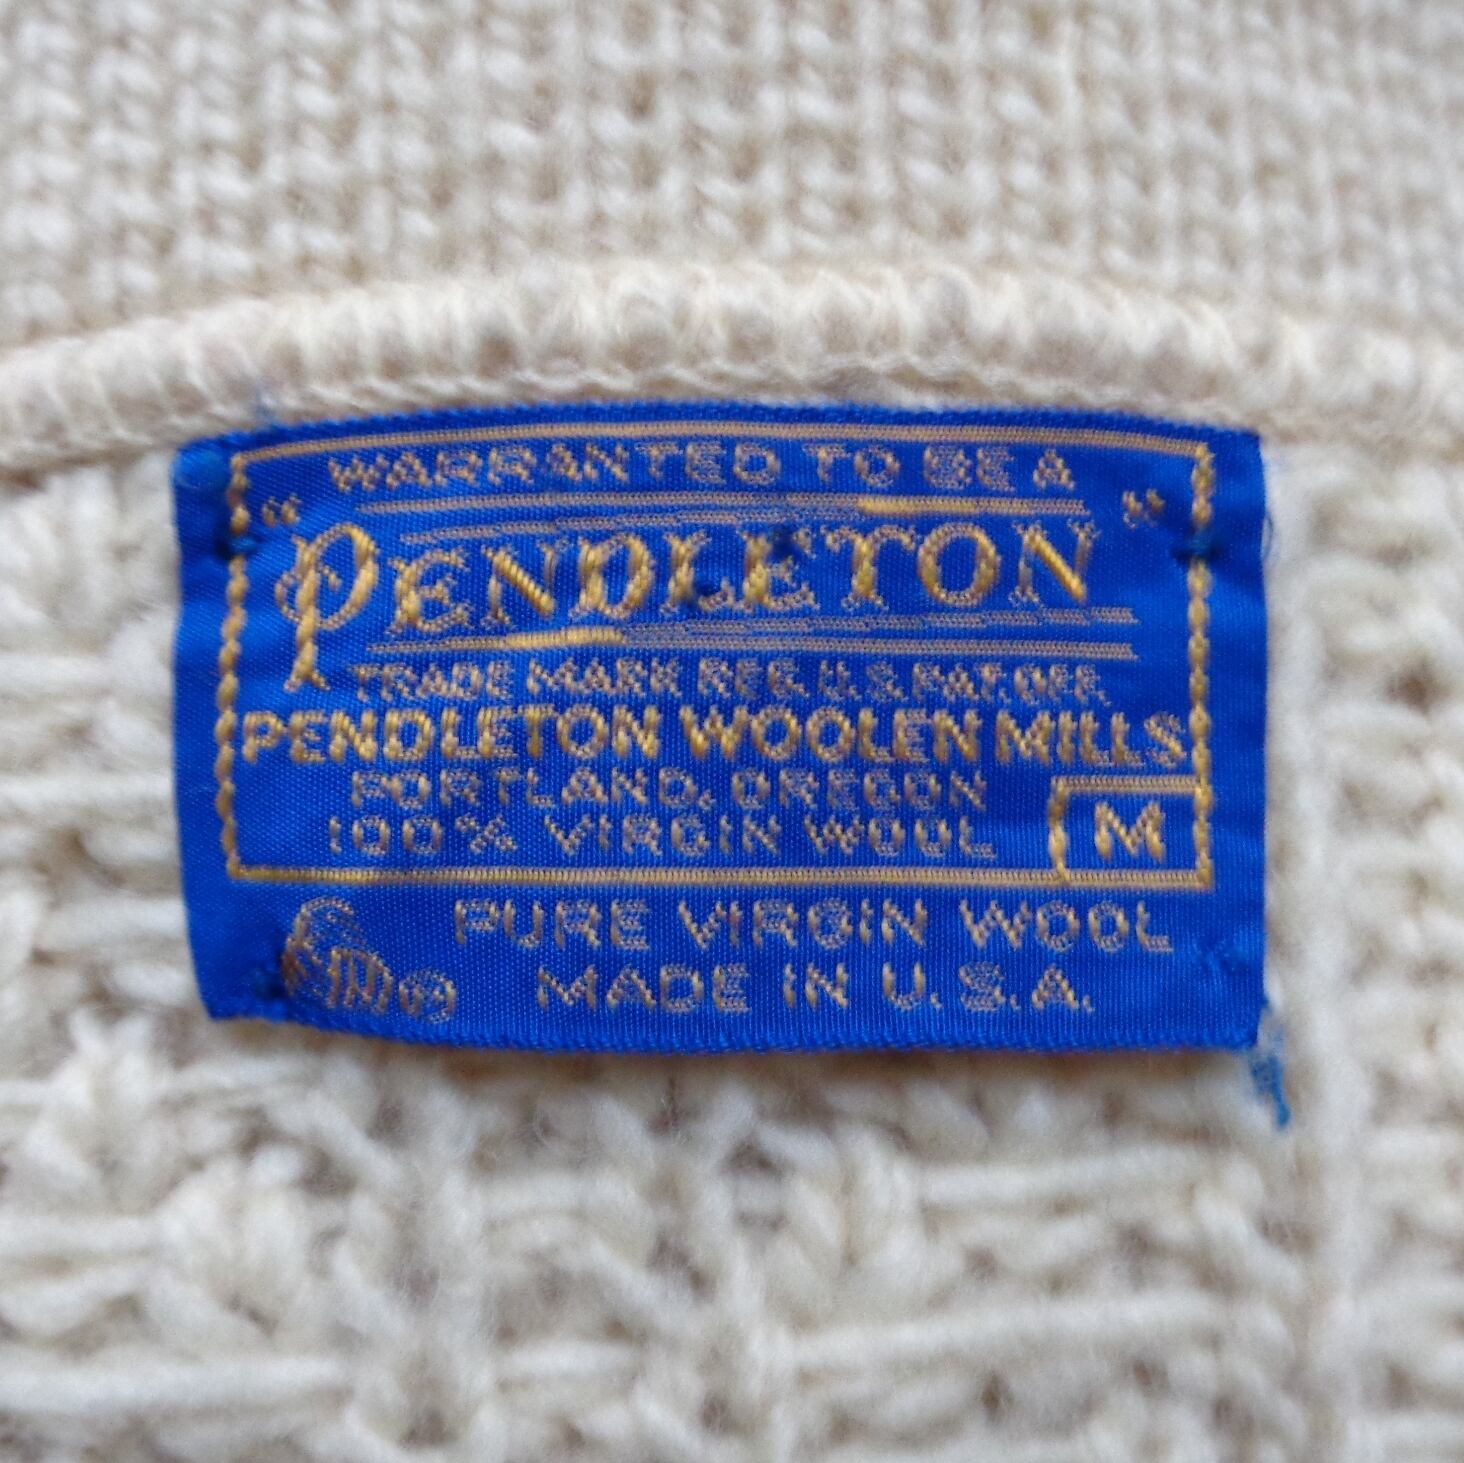 WARRANTED TO BE A
"PENDLETON"
TRADE MARK REG. U.S. PAT. OFF.
PENDLETON WOOLEN MILLS
PORTLAND, OREGON
100% VIRGIN WOOL M
PURE VIRGIN WOOL
MADE IN U.S.A.